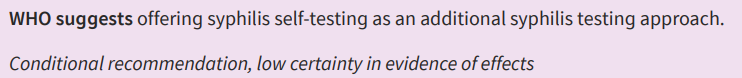 WHO suggests offering syphilis self-testing as an additional syphilis testing approach.
Conditional recommendation, low certainty in evidence of effects